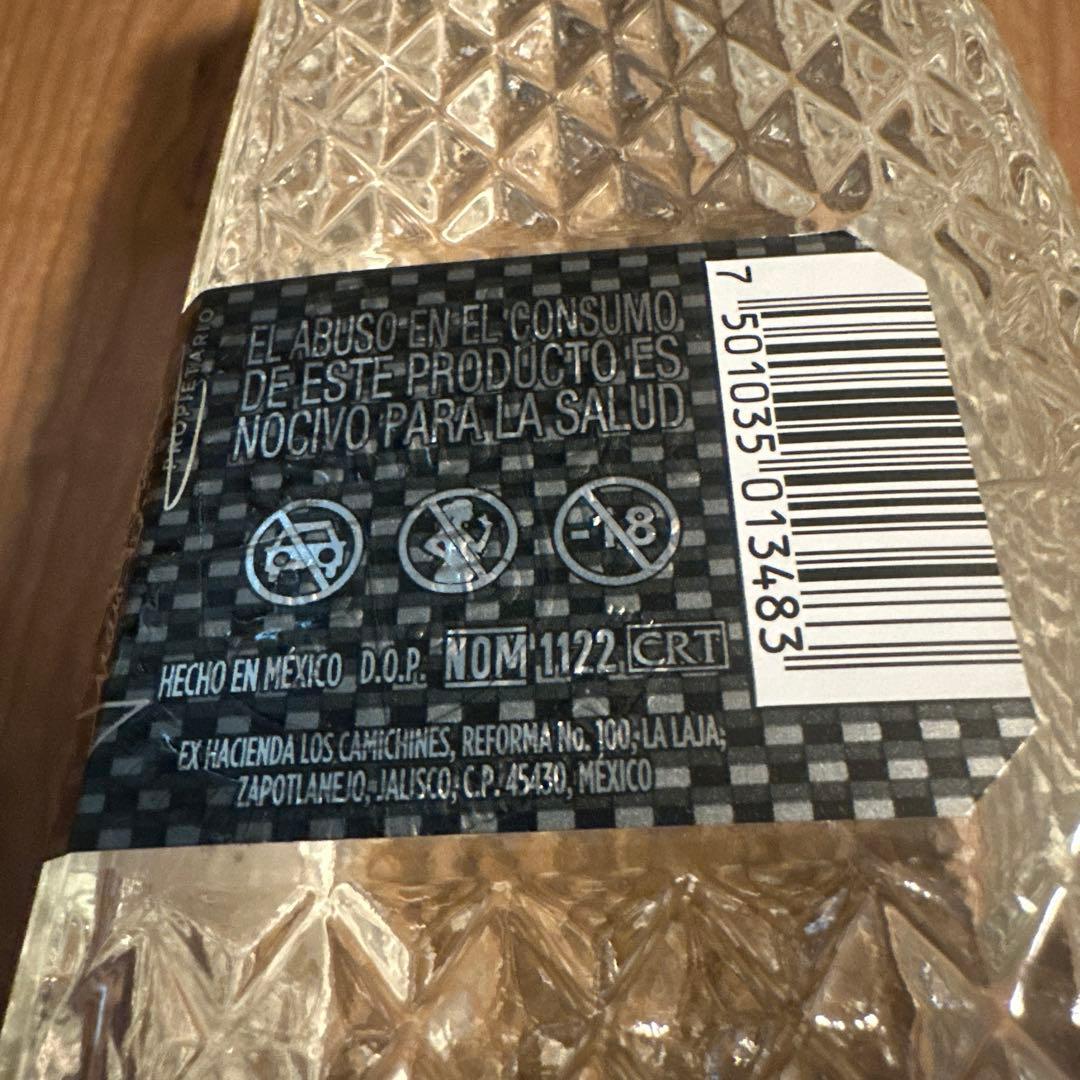 PROPIETARIO
EL ABUSO EN EL CONSUMO
DE ESTE PRODUCTO ES
NOCIVO PARA LA SALUD
-18
HECHO EN MÉXICO D.O.P. NOM 1122 CRT
EX HACIENDA LOS CAMICHINES, REFORMA No. 100, LA LAJA,
ZAPOTLANEJO, JALISCO, C.P. 45430, MÉXICO
7 501035 013483